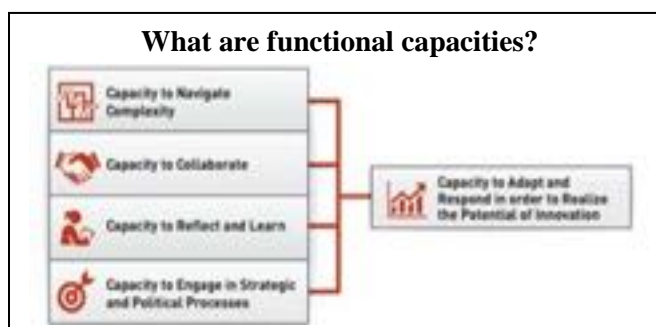 What are functional capacities?
Capacity to Navigate
Complexity
Capacity to Collaborate
Capacity to Reflect and Learn
Capacity to Engage in Strategic
and Political Processes
Capacity to Adapt and
Respond in order to Realize
the Potential of Innovation